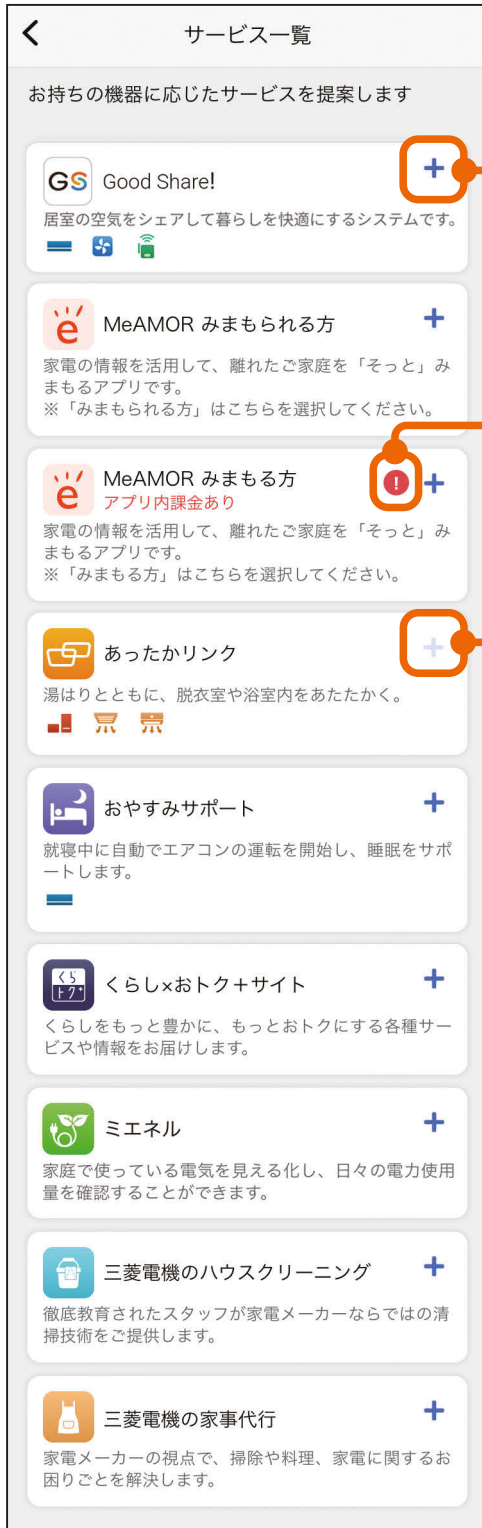 サービス一覧
お持ちの機器に応じたサービスを提案します
GS Good Share!
居室の空気をシェアして暮らしを快適にするシステムです。
é MeAMOR みまもられる方
家電の情報を活用して、離れたご家庭を「そっと」み
まもるアプリです。
※「みまもられる方」はこちらを選択してください。
é MeAMOR みまもる方
!
アプリ内課金あり
家電の情報を活用して、離れたご家庭を「そっと」み
まもるアプリです。
※「みまもる方」はこちらを選択してください。
あったかリンク
湯はりとともに、脱衣室や浴室内をあたたかく。
おやすみサポート
就寝中に自動でエアコンの運転を開始し、睡眠をサポ
ートします。
くら
トク+
くらし×おトク+サイト
くらしをもっと豊かに、もっとおトクにする各種サー
ビスや情報をお届けします。
ミエネル
家庭で使っている電気を見える化し、日々の電力使用
量を確認することができます。
三菱電機のハウスクリーニング
徹底教育されたスタッフが家電メーカーならではの清
掃技術をご提供します。
三菱電機の家事代行
家電メーカーの視点で、掃除や料理、家電に関するお
困りごとを解決します。